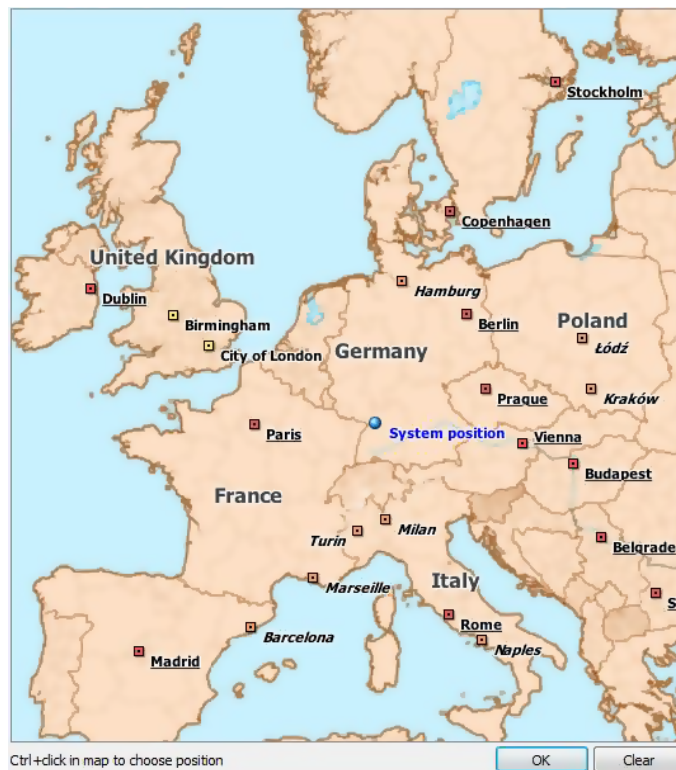 Stockholm
Copenhagen
United Kingdom
Hamburg
Dublin
Birmingham
Berlin
Poland
City of London
Germany
Łódź
Prague
Kraków
Paris
System position
Vienna
Budapest
France
Milan
Turin
Belgrade
Italy
Marseille
S
Rome
Barcelona
Naples
Madrid
Ctrl+click in map to choose position
OK
Clear